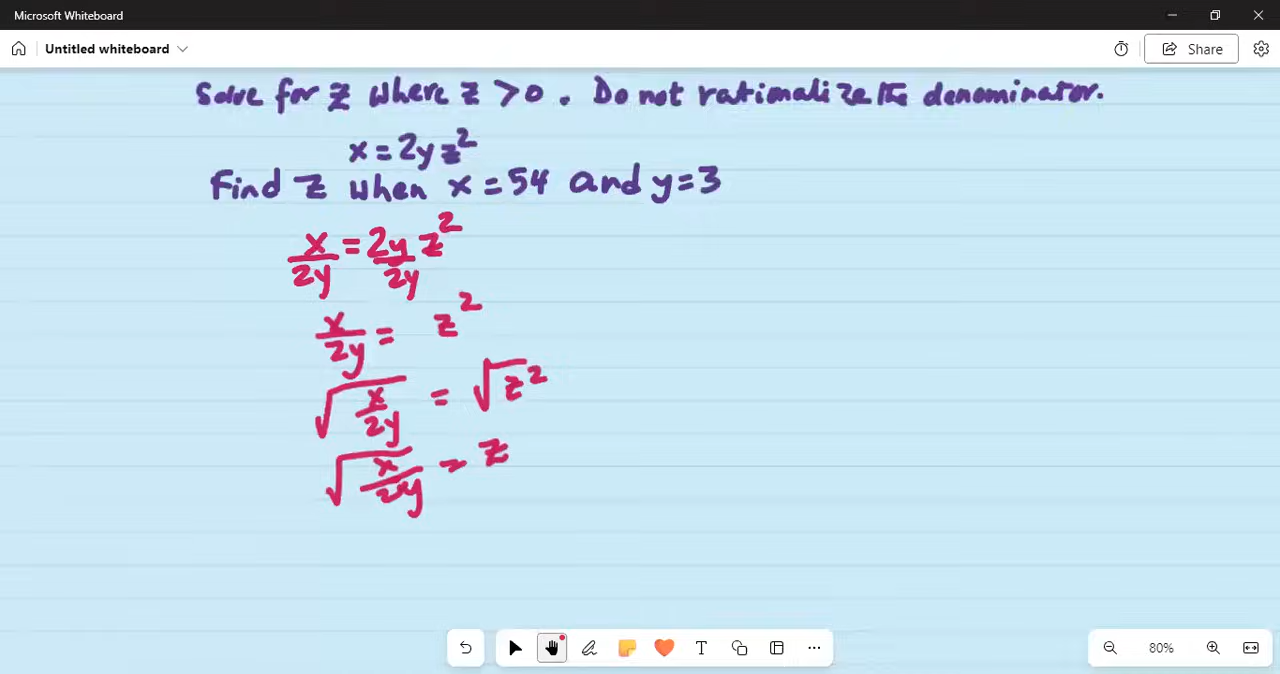 Microsoft Whiteboard
Untitled whiteboard
Share
Solve for z where z > 0 . Do not rationalize the denominator.
x = 2yz²
Find z when x = 54 and y = 3
x/2y = 2y/2y z²
x/2y = z²
√(x/2y) = √z²
√(x/2y) = z
T
80%